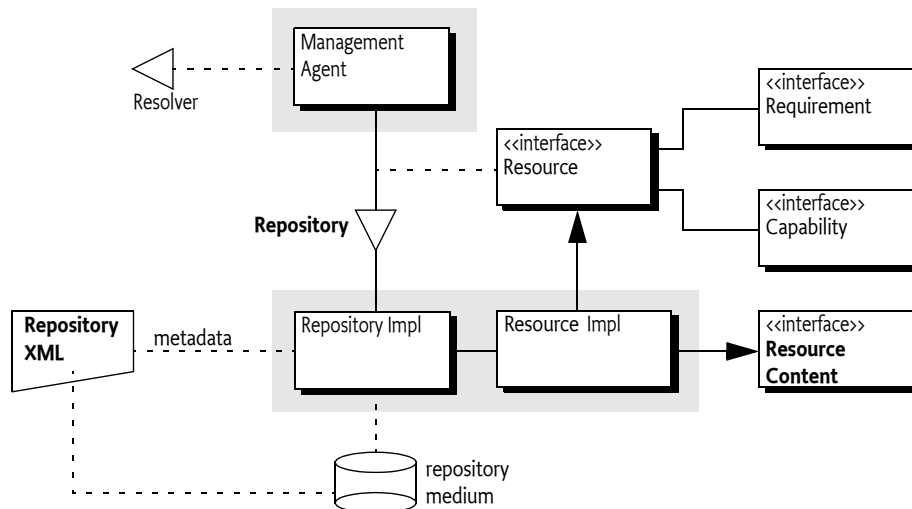 Management
Agent
Resolver
<<interface>>
Requirement
<<interface>>
Resource
<<interface>>
Capability
Repository
Repository
XML
metadata
Repository Impl
Resource Impl
<<interface>>
Resource
Content
repository
medium